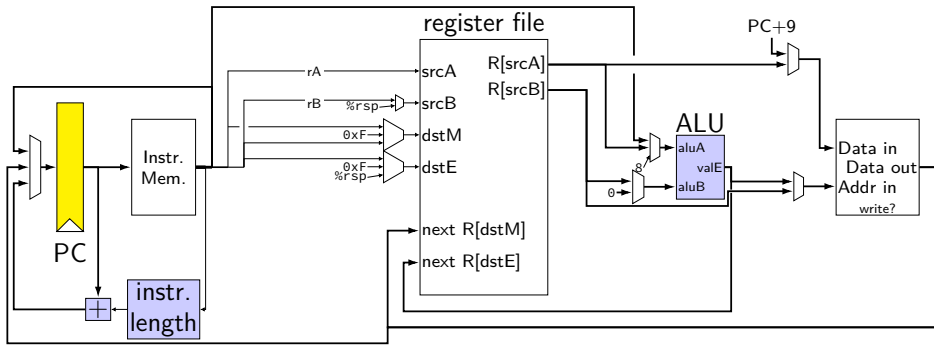 register file
PC+9
rA
srcA
R[srcA]
R[srcB]
rB
%rsp
srcB
0xF
dstM
0xF
%rsp
dstE
ALU
aluA
valE
8
0
aluB
Instr.
Mem.
Data in
Data out
Addr in
write?
PC
next R[dstM]
next R[dstE]
+
instr.
length